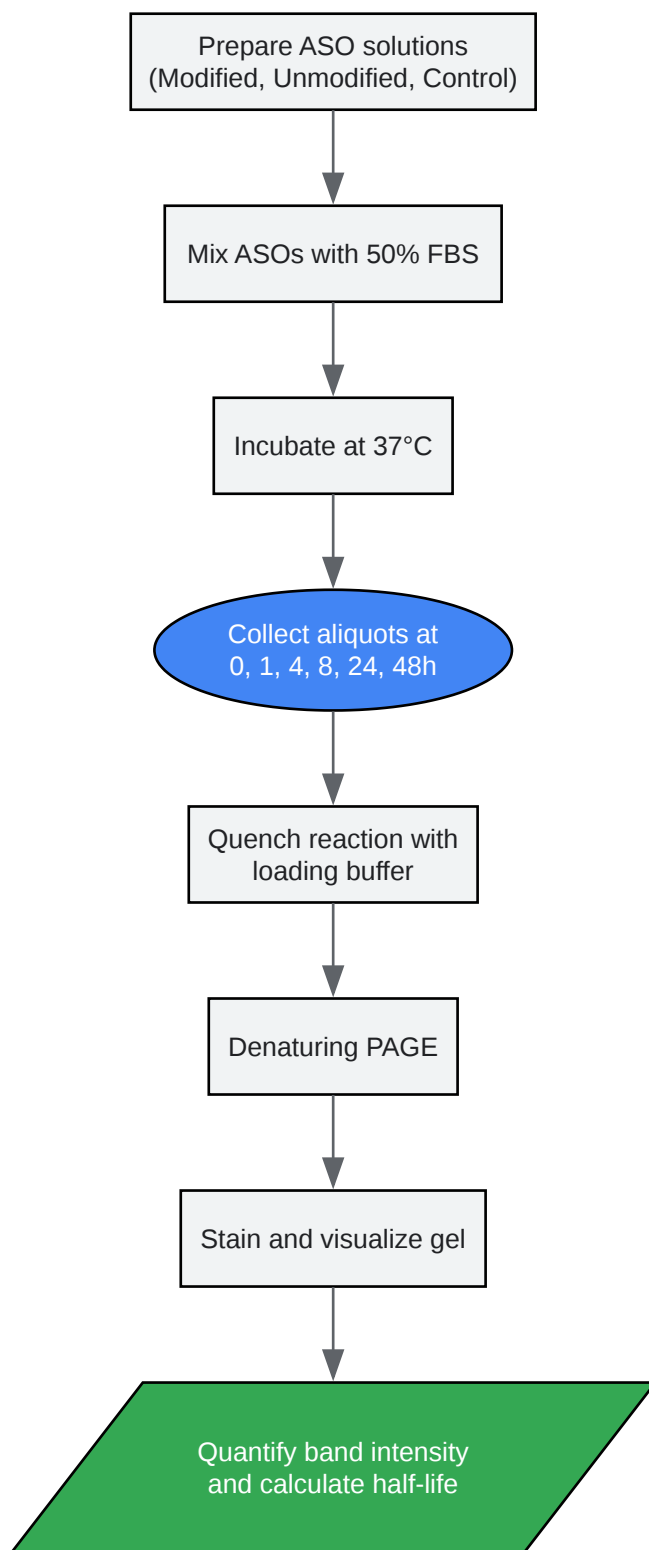 Prepare ASO solutions
(Modified, Unmodified, Control)
Mix ASOs with 50% FBS
Incubate at 37°C
Collect aliquots at
0, 1, 4, 8, 24, 48h
Quench reaction with
loading buffer
Denaturing PAGE
Stain and visualize gel
Quantify band intensity
and calculate half-life